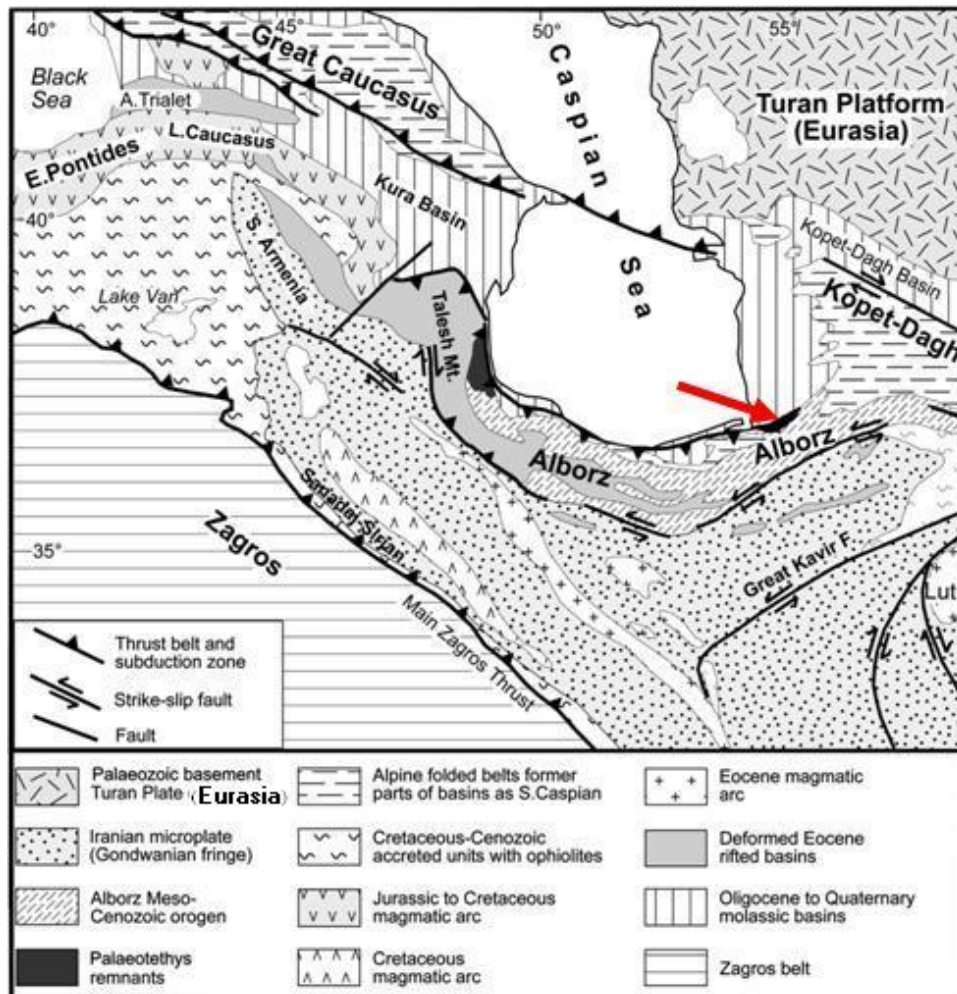 40°
45°
50°
55°
Great Caucasus
Caspian
Sea
Black
Sea
A.Trialet
Turan Platform
(Eurasia)
L.Caucasus
E.Pontides
Kura Basin
40°
S. Armenia
Kopet-Dagh Basin
Kopet-Dagh
Lake Van
Talesh Mt.
Alborz
Alborz
Sanadaj-Sirjan
Zagros
35°
Great Kavir F.
Lut
Main Zagros Thrust
Thrust belt and
subduction zone
Strike-slip fault
Fault
Palaeozoic basement
Turan Plate (Eurasia)
Iranian microplate
(Gondwanian fringe)
Alborz Meso-
Cenozoic orogen
Palaeotethys
remnants
Alpine folded belts former
parts of basins as S.Caspian
Cretaceous-Cenozoic
accreted units with ophiolites
Jurassic to Cretaceous
magmatic arc
Cretaceous
magmatic arc
Eocene magmatic
arc
Deformed Eocene
rifted basins
Oligocene to Quaternary
molassic basins
Zagros belt